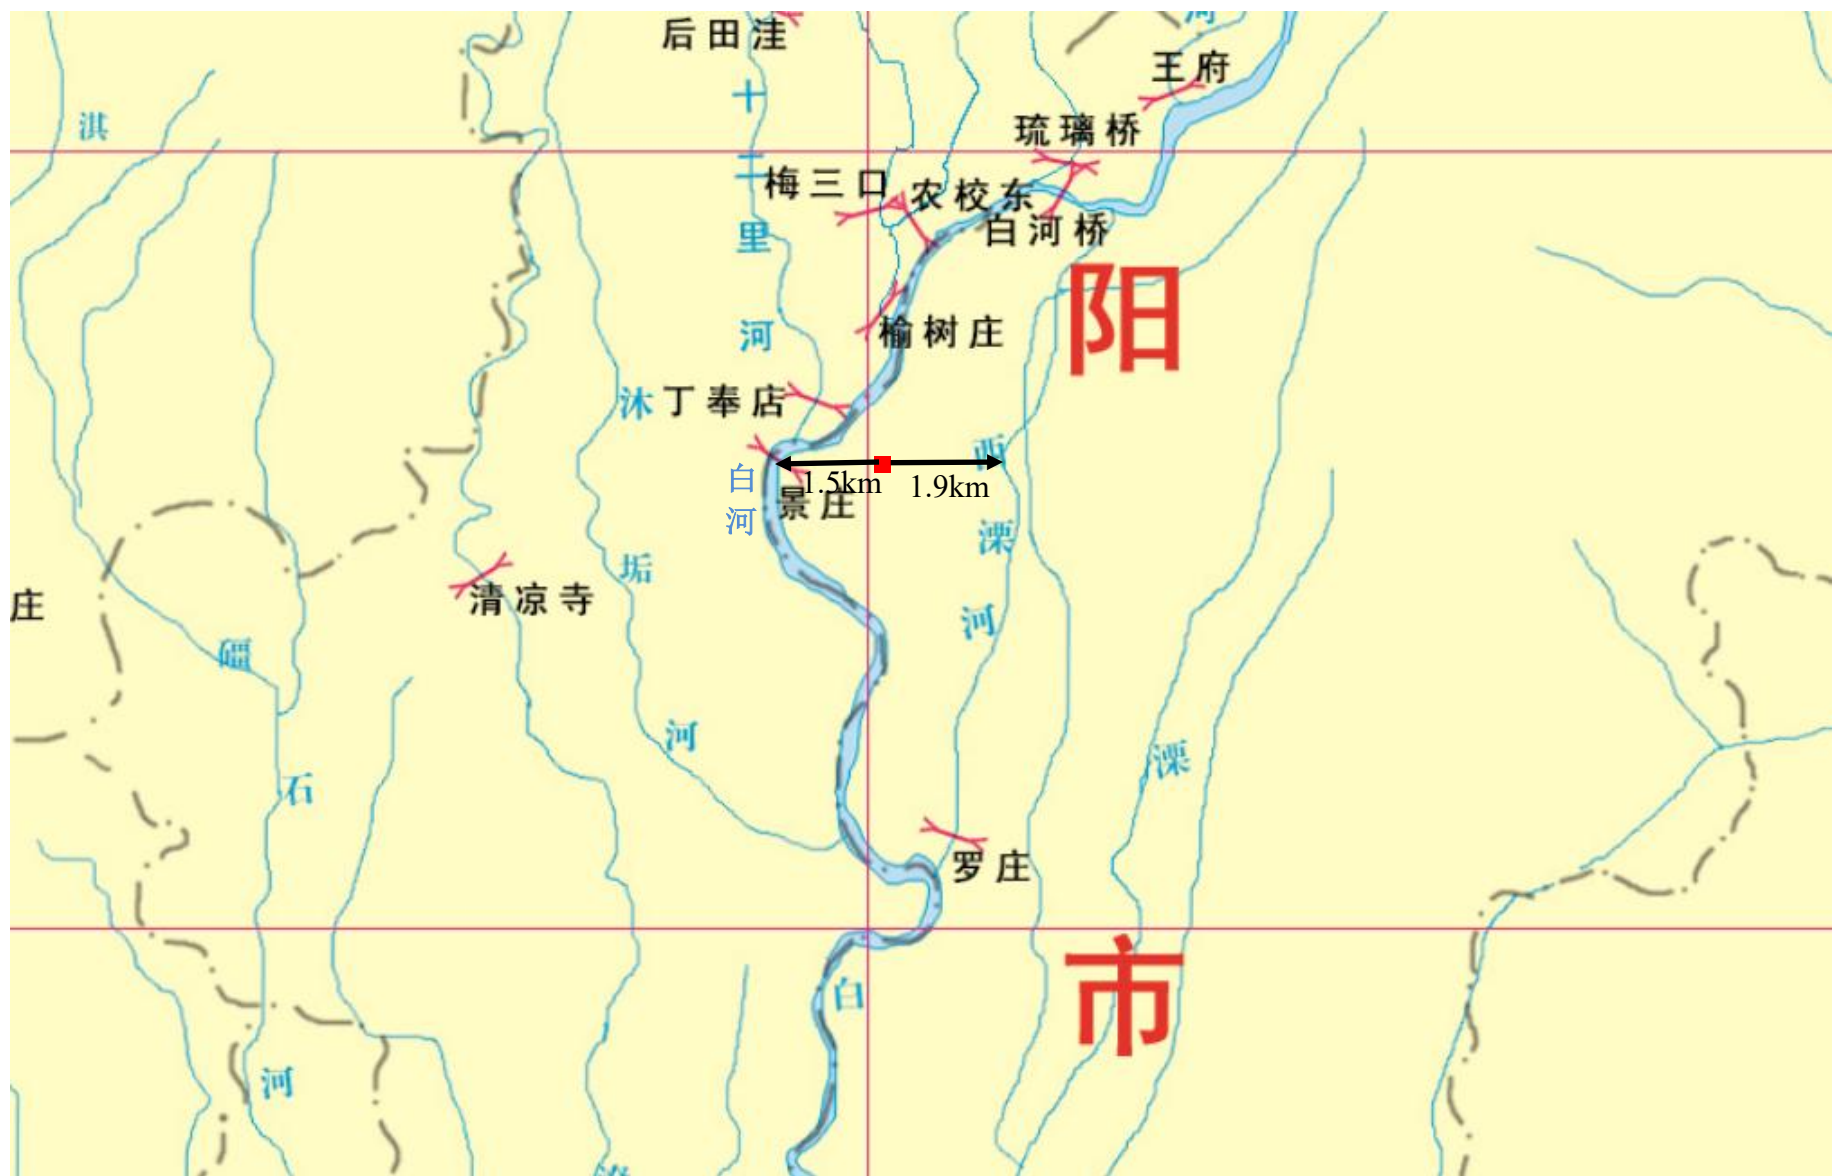 后田洼
河
王府
十二里河
淇
琉璃桥
梅三口
农校东
白河桥
阳
榆树庄
沐垢河
丁奉店
白河
1.5km
1.9km
景庄
西溧河
清凉寺
庄
礓石河
溧
罗庄
白
市